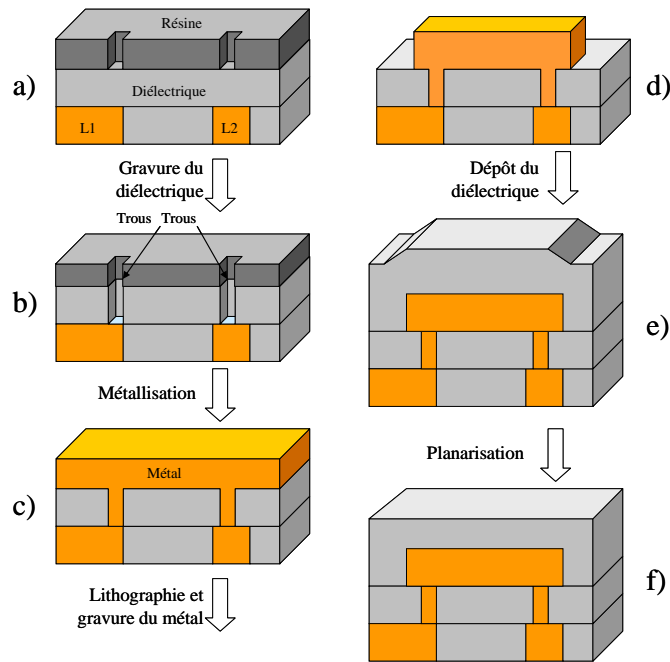 Résine
a)
Diélectrique
L1
L2
Gravure du
diélectrique
Trous Trous
b)
Métallisation
Métal
c)
Lithographie et
gravure du métal
d)
Dépôt du
diélectrique
e)
Planarisation
f)